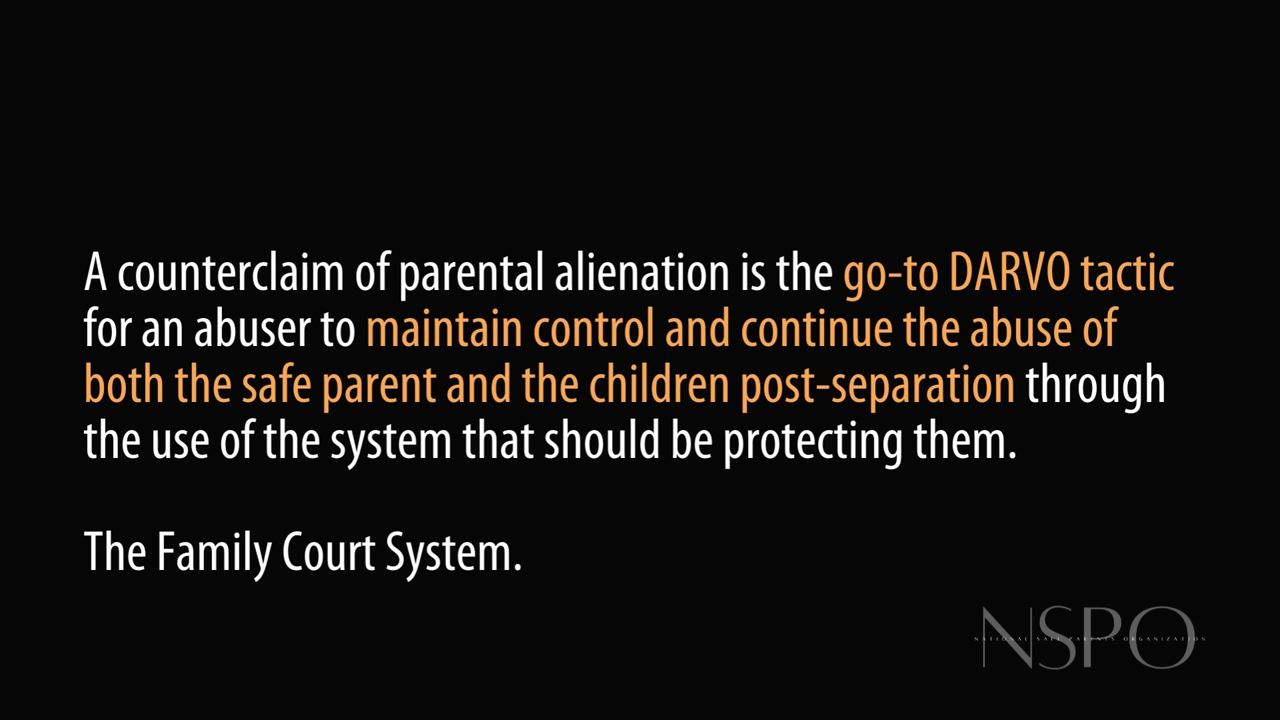 A counterclaim of parental alienation is the go-to DARVO tactic
for an abuser to maintain control and continue the abuse of
both the safe parent and the children post-separation through
the use of the system that should be protecting them.
The Family Court System.
NSPO
NATIONAL SAFE PARENTS ORGANIZATION